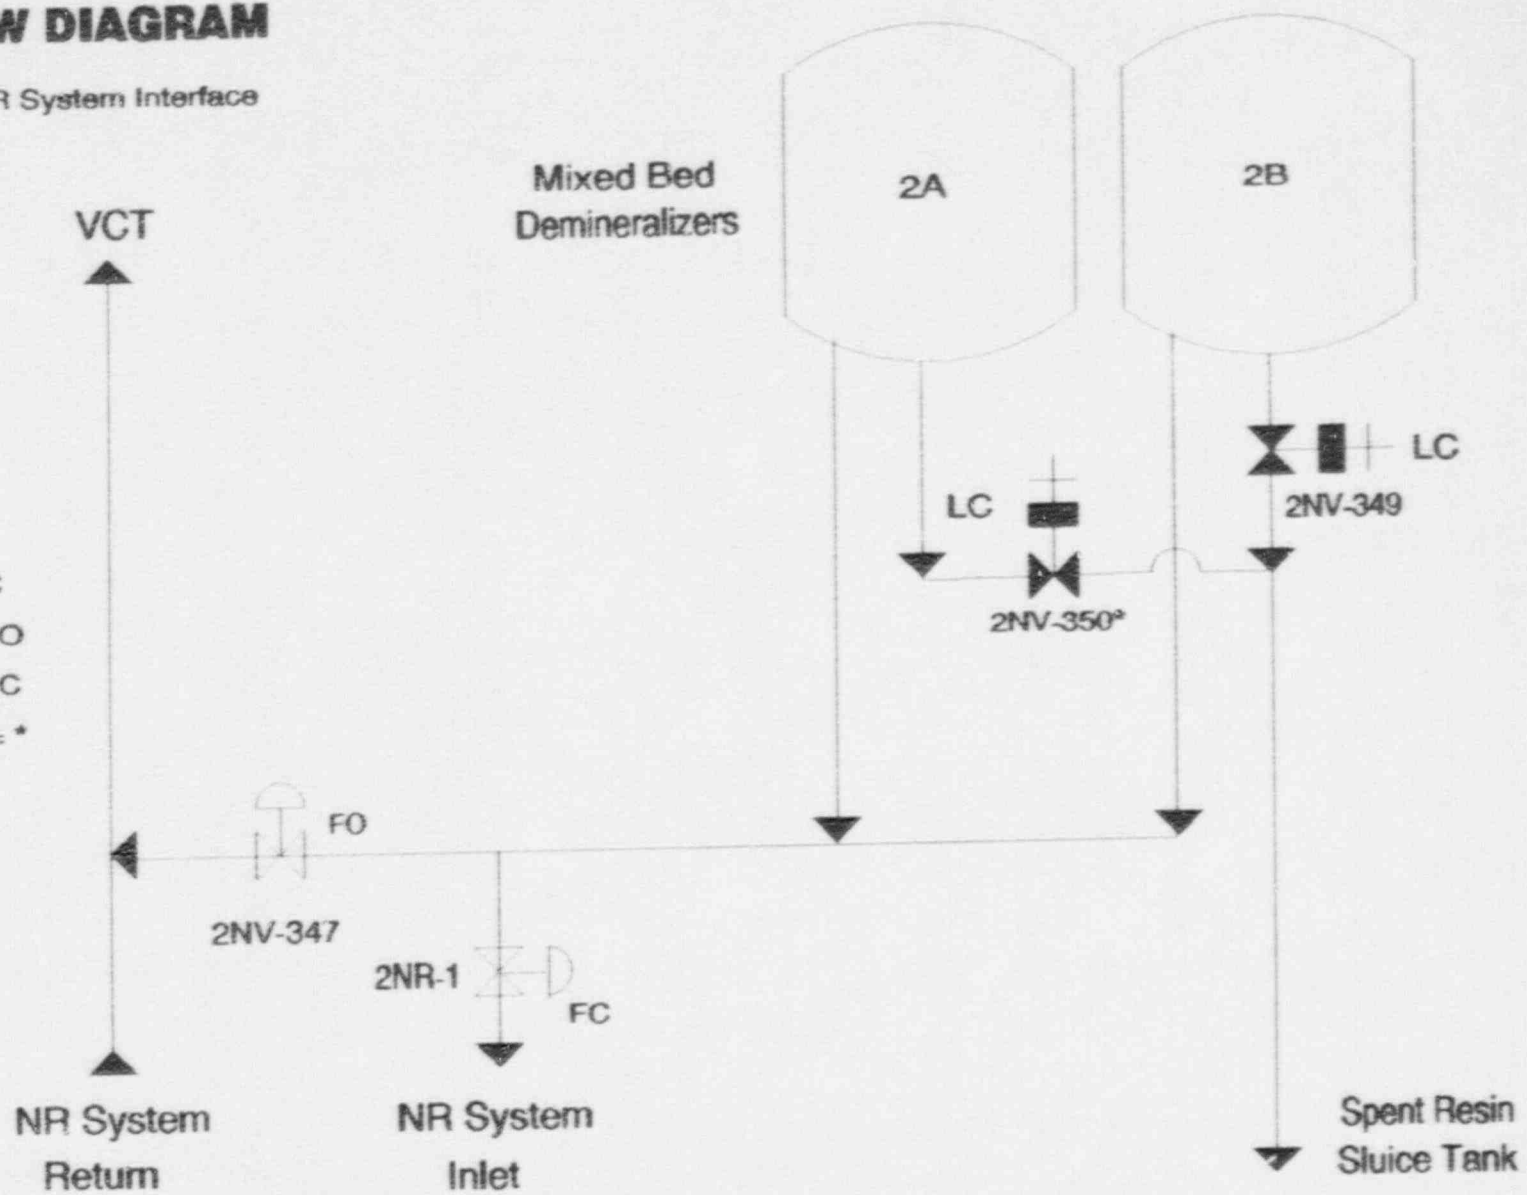 W DIAGRAM
R System Interface
VCT
Mixed Bed
Demineralizers
2A
2B
LC
2NV-349
LC
2NV-350ª
O
C
= *
FO
2NV-347
2NR-1
FC
NR System
Return
NR System
Inlet
Spent Resin
Sluice Tank